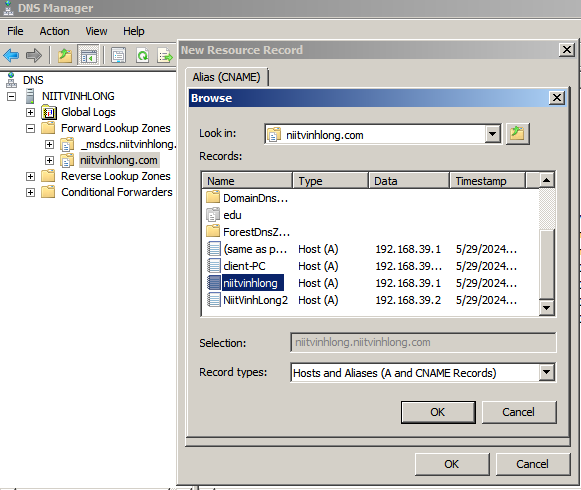 DNS Manager
File Action View Help
DNS
NIITVINHLONG
Global Logs
Forward Lookup Zones
_msdcs.niitvinhlong.
niitvinhlong.com
Reverse Lookup Zones
Conditional Forwarders
New Resource Record
Alias (CNAME)
Browse
Look in: niitvinhlong.com
Records:
Name Type Data Timestamp
DomainDns...
edu
ForestDnsZ...
(same as p... Host (A) 192.168.39.1 5/29/2024...
client-PC Host (A) 192.168.39.2 5/29/2024...
niitvinhlong Host (A) 192.168.39.1 5/29/2024...
NiitVinhLong2 Host (A) 192.168.39.2 5/29/2024...
Selection: niitvinhlong.niitvinhlong.com
Record types: Hosts and Aliases (A and CNAME Records)
OK Cancel
OK Cancel